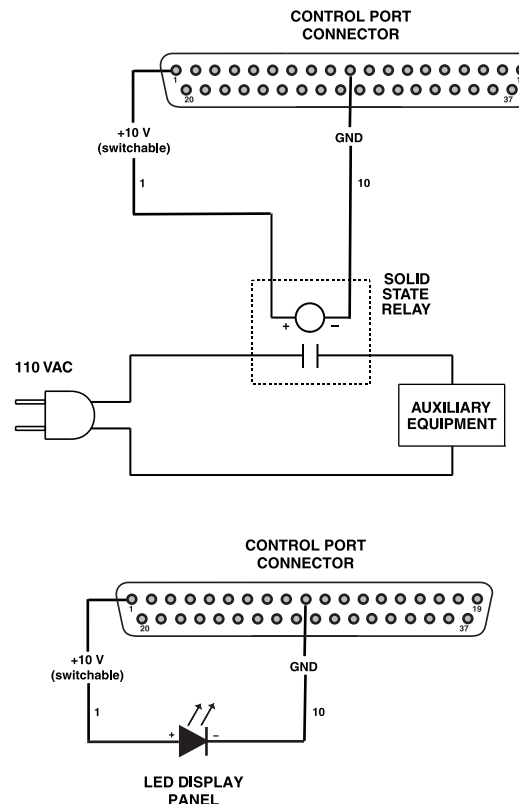 CONTROL PORT
CONNECTOR
1
1
20
37
+10 V
(switchable)
GND
1
10
SOLID
STATE
RELAY
+
–
110 VAC
AUXILIARY
EQUIPMENT
CONTROL PORT
CONNECTOR
1
19
20
37
+10 V
(switchable)
GND
1
10
+
–
LED DISPLAY
PANEL